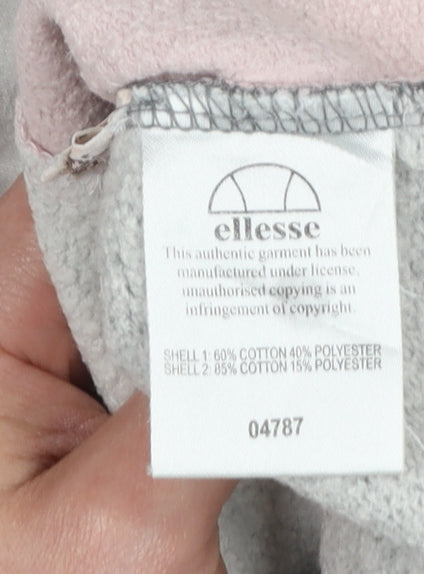 ellesse
This authentic garment has been
manufactured under license,
unauthorised copying is an
infringement of copyright.
SHELL 1: 60% COTTON 40% POLYESTER
SHELL 2: 85% COTTON 15% POLYESTER
04787